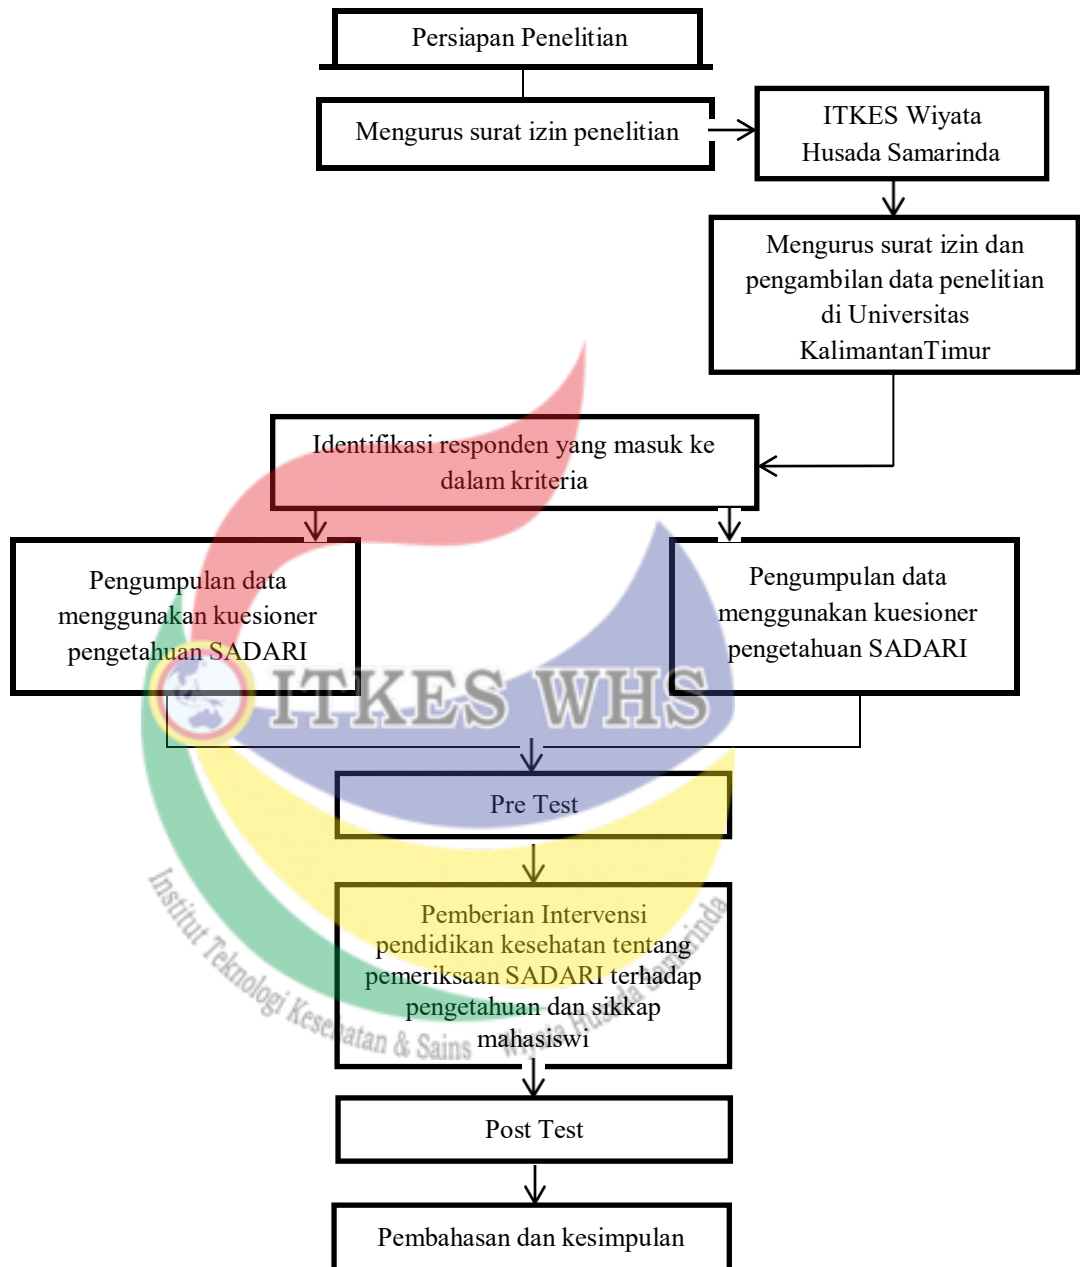 Persiapan Penelitian
Mengurus surat izin penelitian
ITKES Wiyata
Husada Samarinda
Mengurus surat izin dan
pengambilan data penelitian
di Universitas
KalimantanTimur
Identifikasi responden yang masuk ke
dalam kriteria
Pengumpulan data
menggunakan kuesioner
pengetahuan SADARI
Pengumpulan data
menggunakan kuesioner
pengetahuan SADARI
ITKES WHS
Pre Test
Pemberian Intervensi
pendidikan kesehatan tentang
pemeriksaan SADARI terhadap
pengetahuan dan sikkap
mahasiswi
Institut Teknologi Kesehatan & Sains Wiyata Husada Samarinda
Post Test
Pembahasan dan kesimpulan